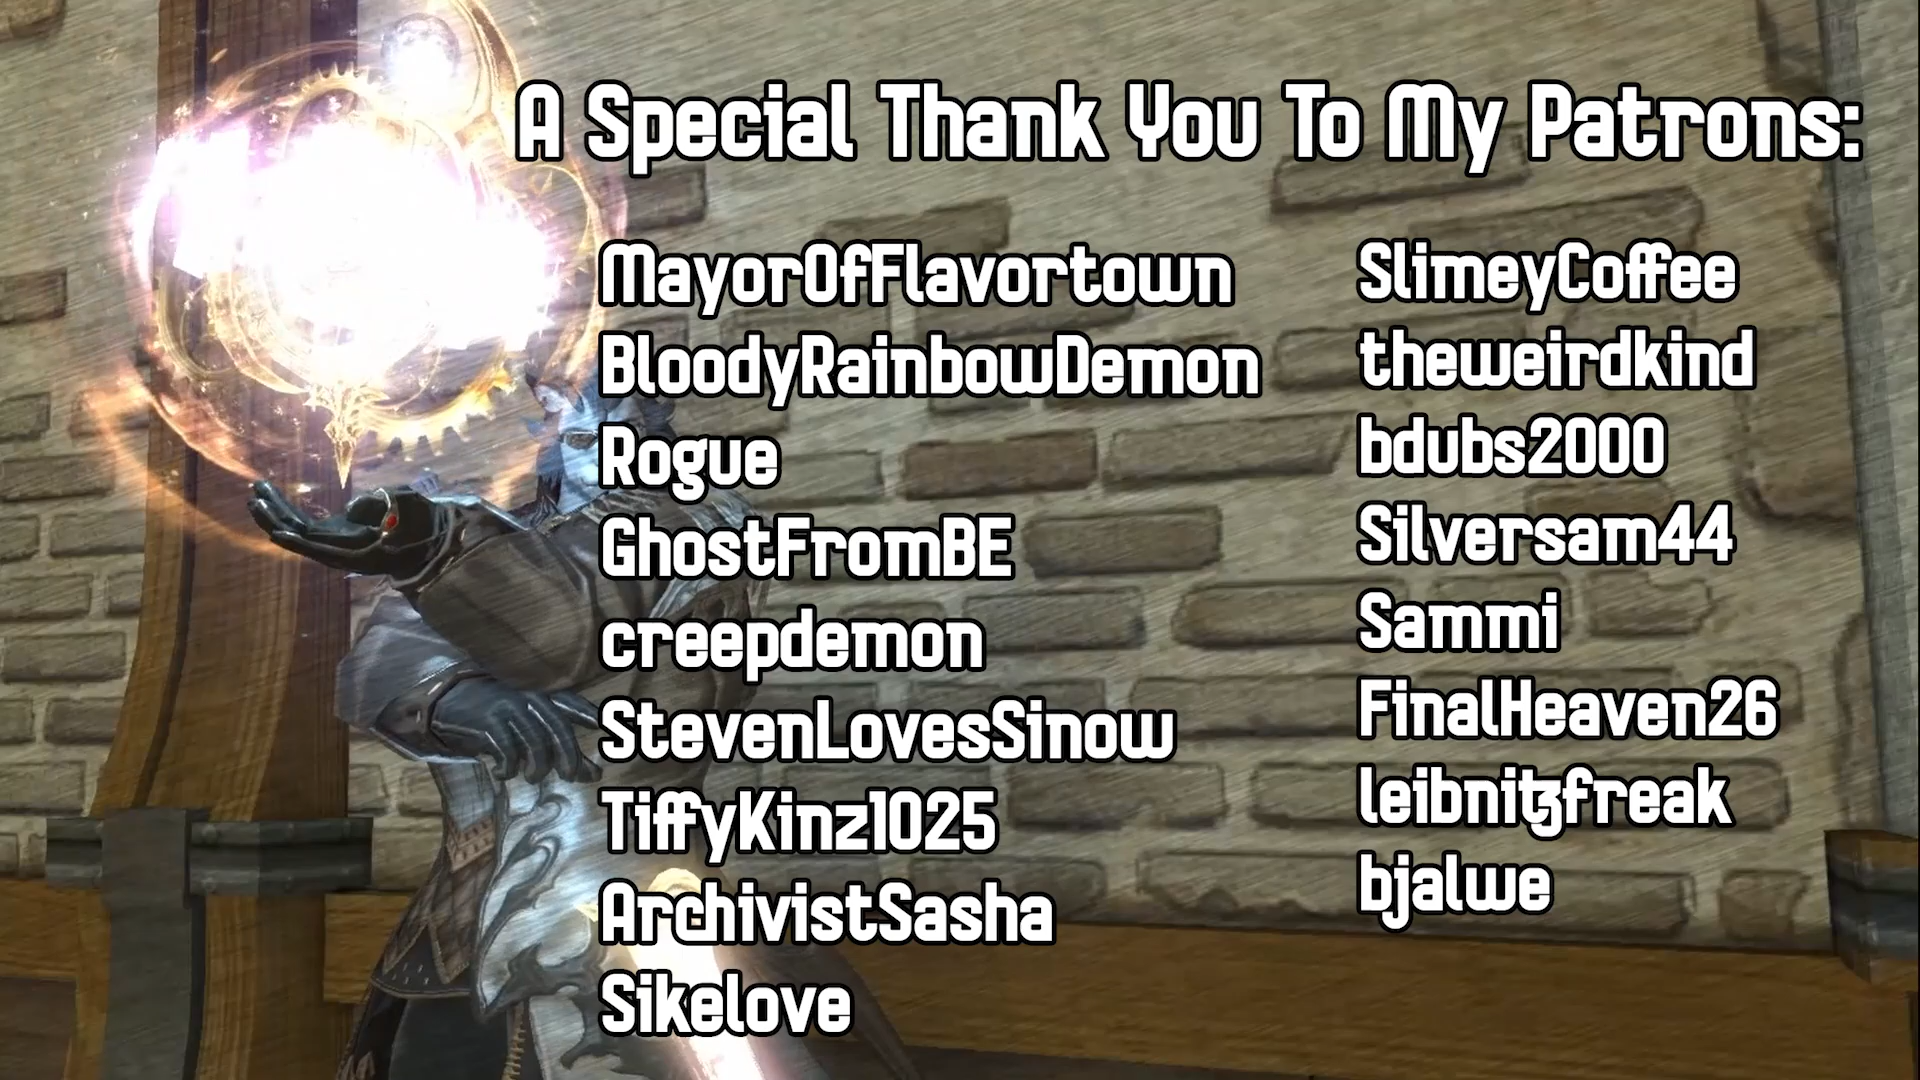 A Special Thank You To My Patrons:
MayorOfFlavortown
BloodyRainbowDemon
Rogue
GhostFromBE
creepdemon
StevenLovesSinow
TiffyKinz1025
ArchivistSasha
Sikelove
SlimeyCoffee
theweirdkind
bdubs2000
Silversam44
Sammi
FinalHeaven26
leibnitzfreak
bjalwe